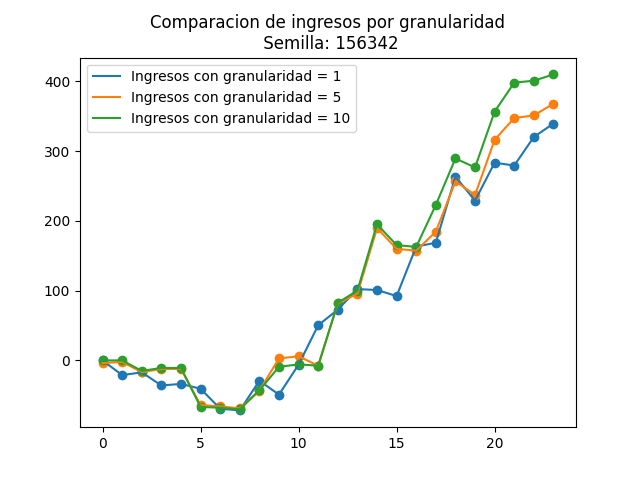 Comparacion de ingresos por granularidad
Semilla: 156342
Ingresos con granularidad = 1
Ingresos con granularidad = 5
Ingresos con granularidad = 10
400
300
200
100
0
0
5
10
15
20